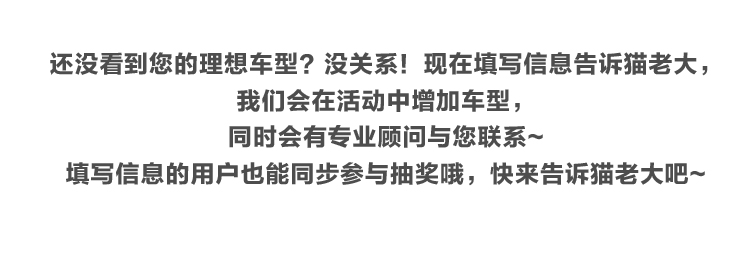 还没看到您的理想车型？没关系！现在填写信息告诉猫老大，
我们会在活动中增加车型，
同时会有专业顾问与您联系~
填写信息的用户也能同步参与抽奖哦，快来告诉猫老大吧~